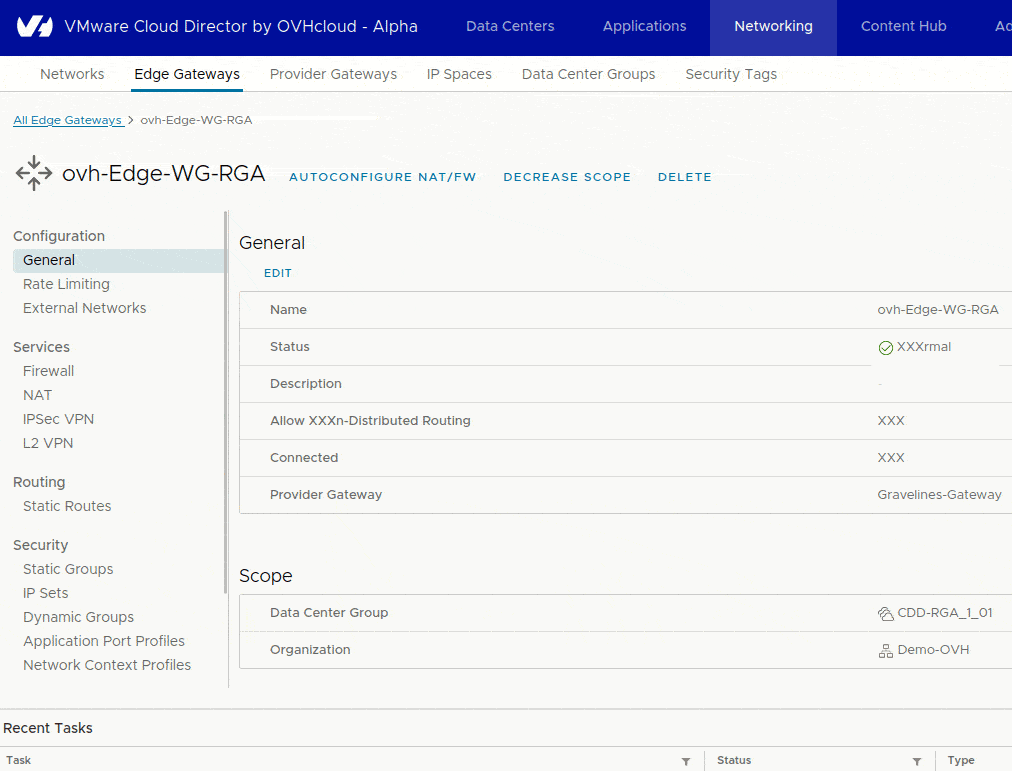 VMware Cloud Director by OVHcloud - Alpha Data Centers Applications Networking Content Hub Ad
Networks Edge Gateways Provider Gateways IP Spaces Data Center Groups Security Tags
All Edge Gateways > ovh-Edge-WG-RGA
ovh-Edge-WG-RGA AUTOCONFIGURE NAT/FW DECREASE SCOPE DELETE
Configuration
General
Rate Limiting
External Networks
Services
Firewall
NAT
IPSec VPN
L2 VPN
Routing
Static Routes
Security
Static Groups
IP Sets
Dynamic Groups
Application Port Profiles
Network Context Profiles
General
EDIT
Name ovh-Edge-WG-RGA
Status XXXrmal
Description -
Allow XXXn-Distributed Routing XXX
Connected XXX
Provider Gateway Gravelines-Gateway
Scope
Data Center Group CDD-RGA_1_01
Organization Demo-OVH
Recent Tasks
Task Status Type